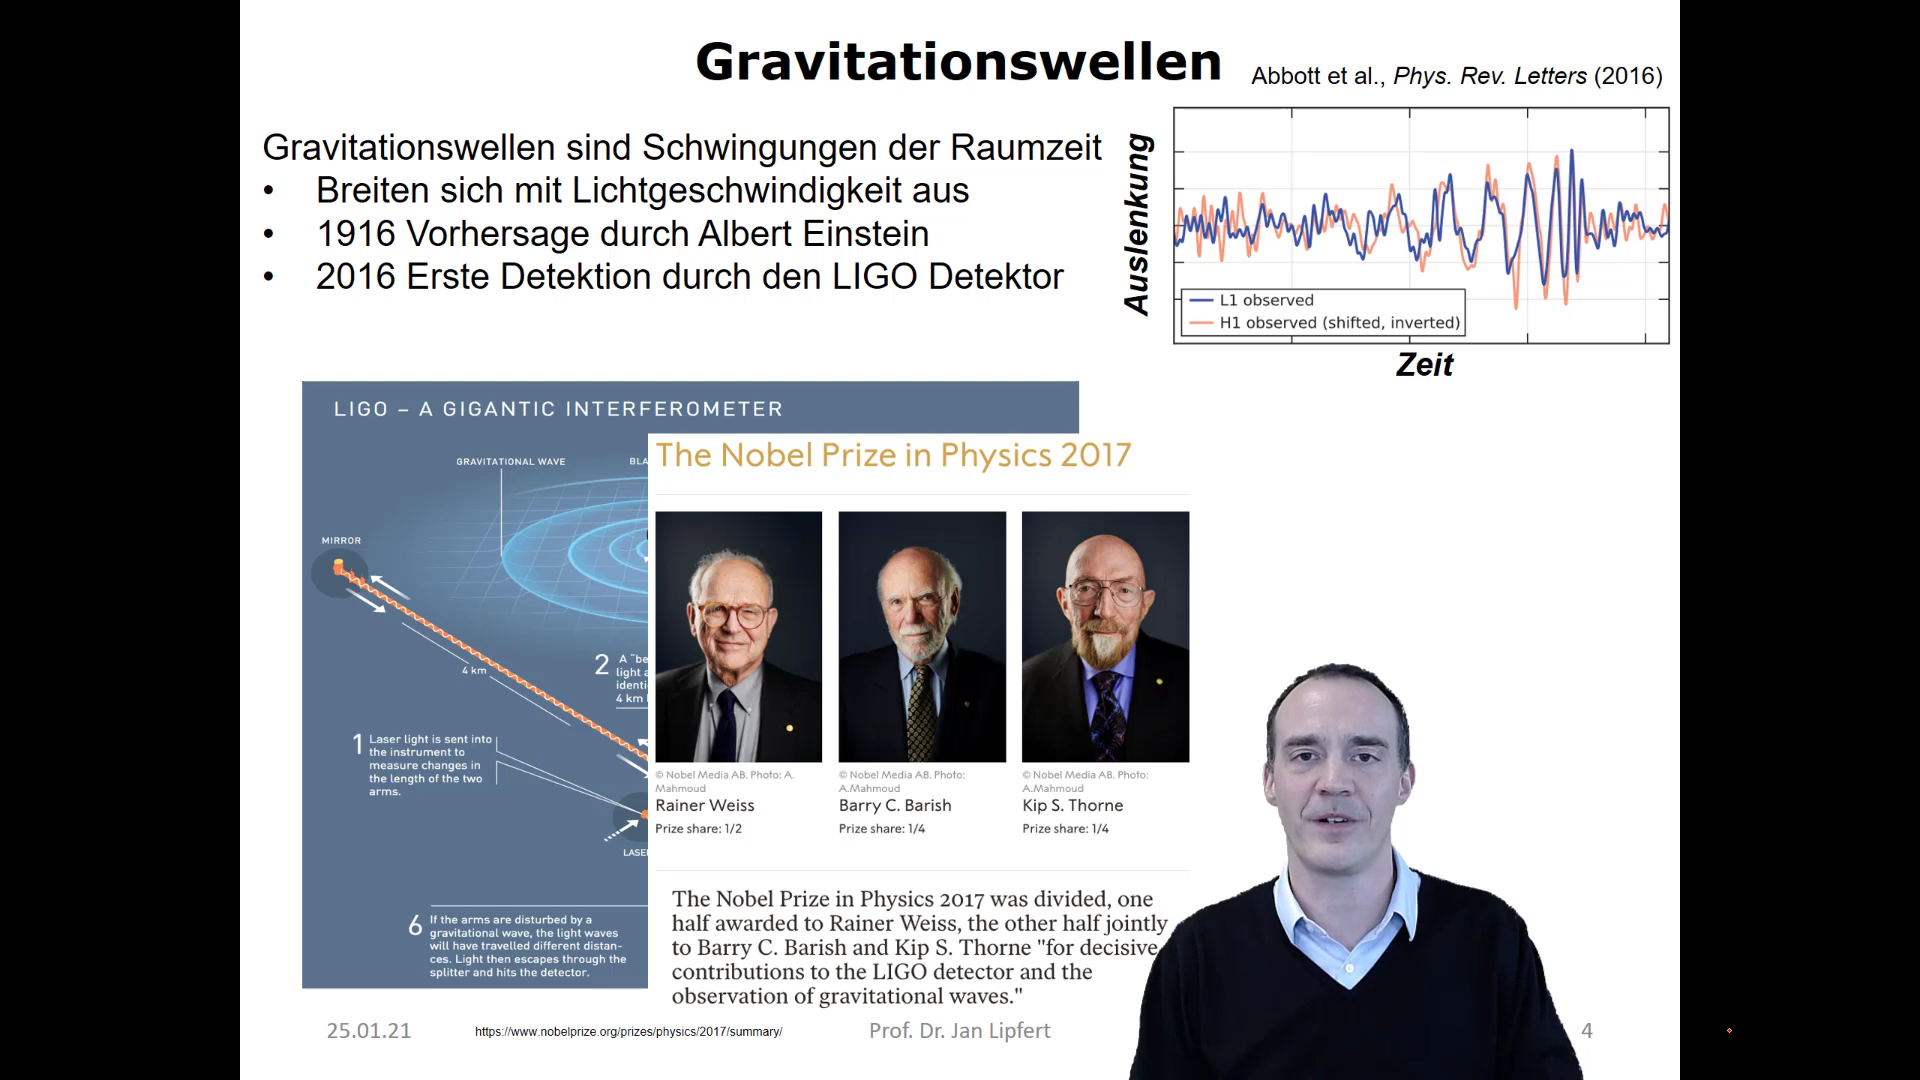 Gravitationswellen
Abbott et al., Phys. Rev. Letters (2016)
Gravitationswellen sind Schwingungen der Raumzeit
• Breiten sich mit Lichtgeschwindigkeit aus
• 1916 Vorhersage durch Albert Einstein
• 2016 Erste Detektion durch den LIGO Detektor
Auslenkung
L1 observed
H1 observed (shifted, inverted)
Zeit
LIGO – A GIGANTIC INTERFEROMETER
GRAVITATIONAL WAVE
MIRROR
4 km
2
light
4 km
1 Laser light is sent into
the instrument to
measure changes in
the length of the two
arms.
6 If the arms are disturbed by a
gravitational wave, the light waves
will have travelled different distan-
ces. Light then escapes through the
splitter and hits the detector.
The Nobel Prize in Physics 2017
© Nobel Media AB. Photo: A.
Mahmoud
Rainer Weiss
Prize share: 1/2
© Nobel Media AB. Photo:
A.Mahmoud
Barry C. Barish
Prize share: 1/4
© Nobel Media AB. Photo:
A.Mahmoud
Kip S. Thorne
Prize share: 1/4
The Nobel Prize in Physics 2017 was divided, one
half awarded to Rainer Weiss, the other half jointly
to Barry C. Barish and Kip S. Thorne "for decisive
contributions to the LIGO detector and the
observation of gravitational waves."
25.01.21
https://www.nobelprize.org/prizes/physics/2017/summary/
Prof. Dr. Jan Lipfert
4